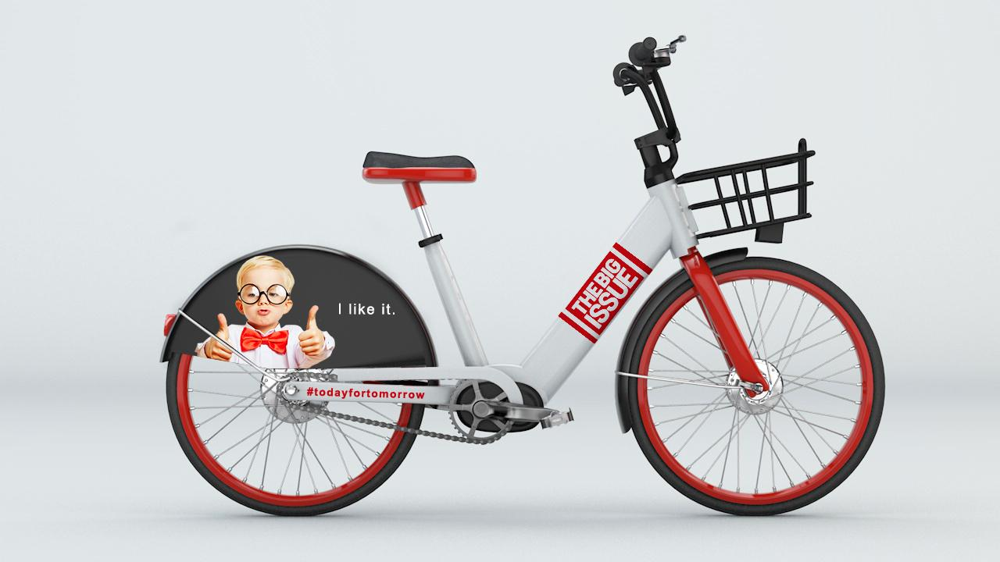 I like it.
THE BIG
ISSUE
#todayfortomorrow